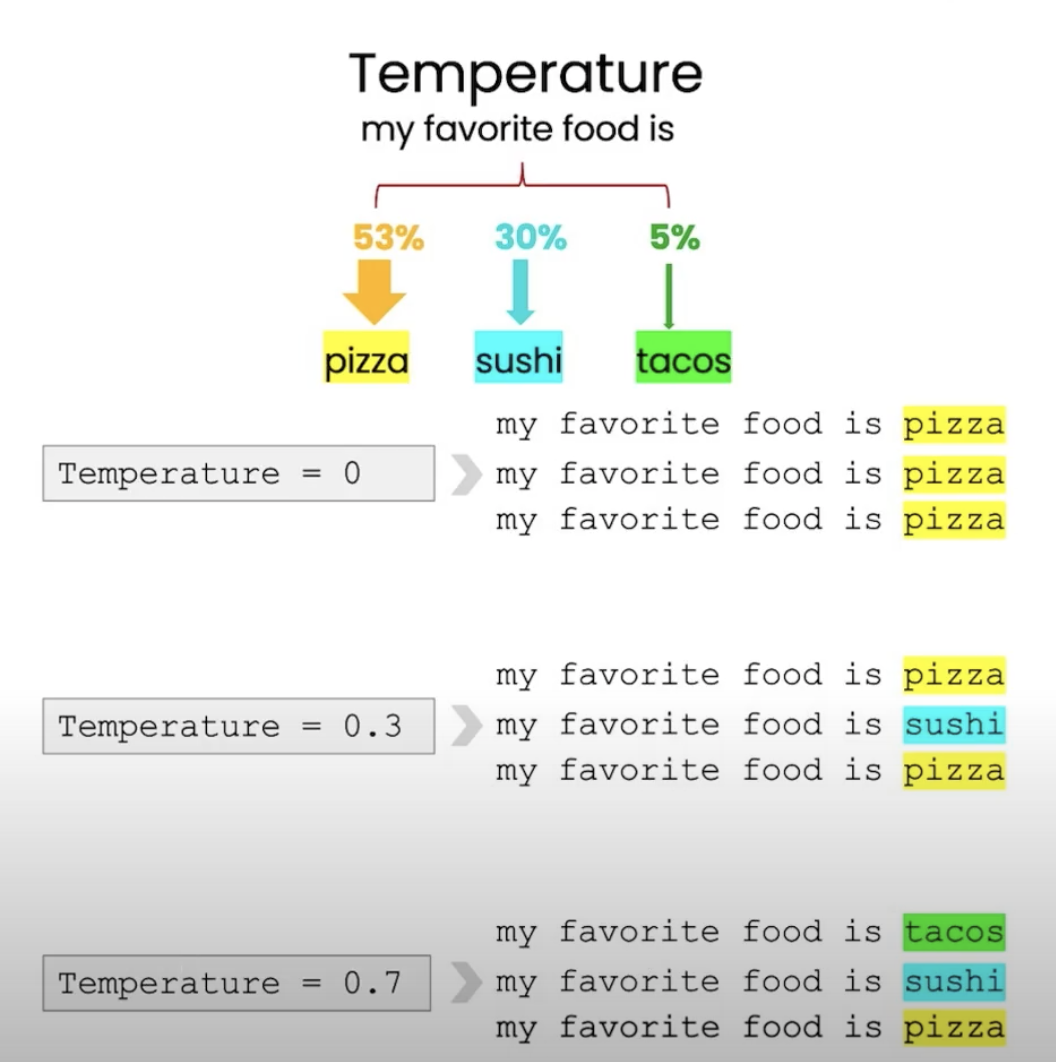 Temperature
my favorite food is
53% 30% 5%
pizza sushi tacos
my favorite food is pizza
Temperature = 0
my favorite food is pizza
my favorite food is pizza
my favorite food is pizza
Temperature = 0.3
my favorite food is sushi
my favorite food is pizza
my favorite food is tacos
Temperature = 0.7
my favorite food is sushi
my favorite food is pizza